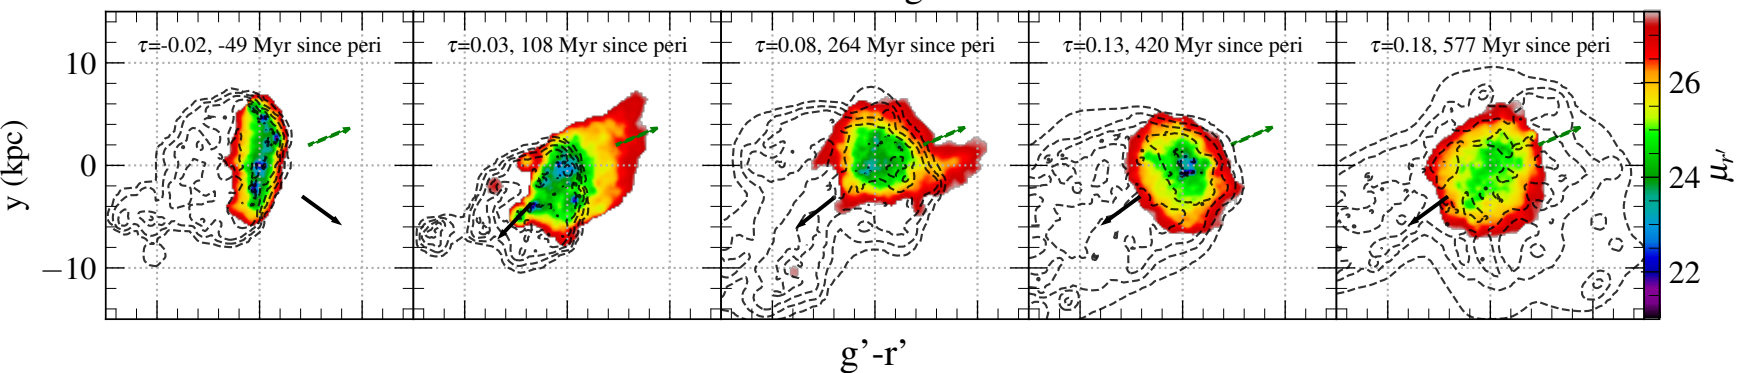 τ=-0.02, -49 Myr since peri
τ=0.03, 108 Myr since peri
τ=0.08, 264 Myr since peri
τ=0.13, 420 Myr since peri
τ=0.18, 577 Myr since peri
10
0
−10
y (kpc)
26
24
22
μr′
g’-r’